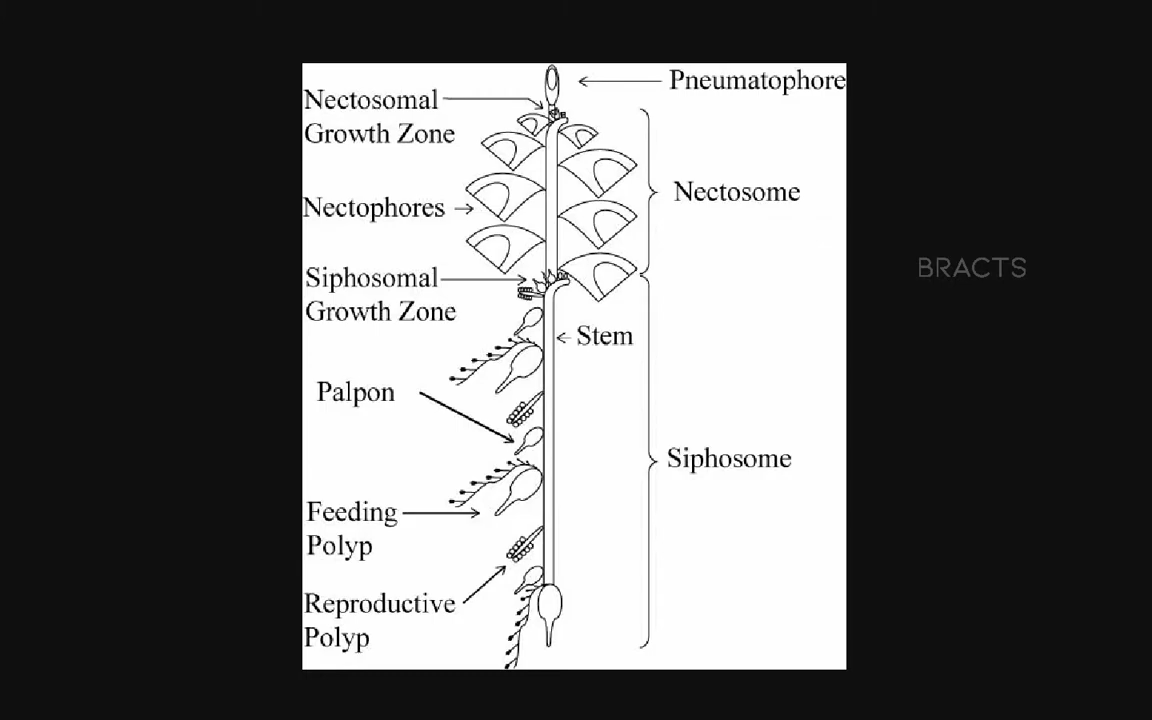 Pneumatophore
Nectosomal
Growth Zone
Nectosome
Nectophores
Siphosomal
Growth Zone
Stem
Palpon
Siphosome
Feeding
Polyp
Reproductive
Polyp
BRACTS